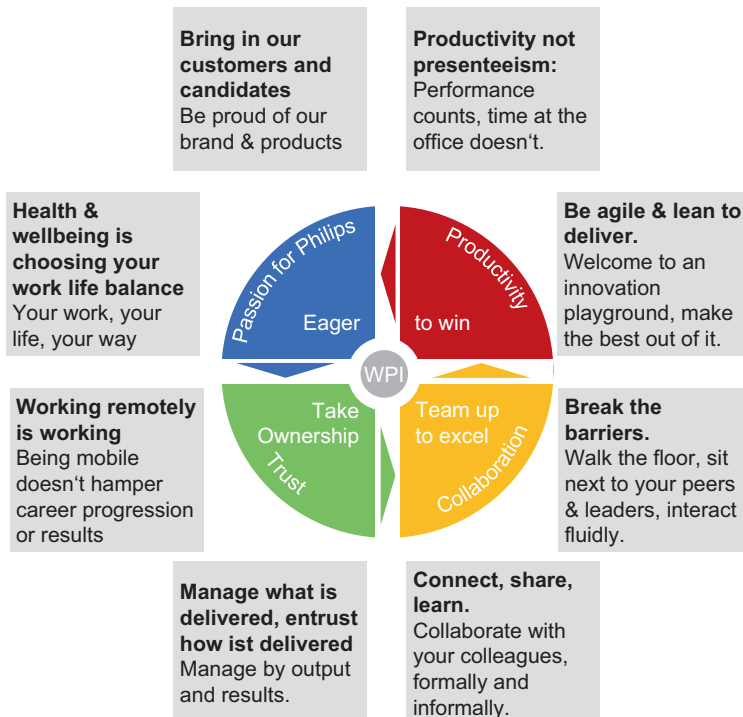 Bring in our
customers and
candidates
Be proud of our
brand & products
Productivity not
presenteeism:
Performance
counts, time at the
office doesn‘t.
Health &
wellbeing is
choosing your
work life balance
Your work, your
life, your way
Passion for Philips
Eager
Productivity
to win
Be agile & lean to
deliver.
Welcome to an
innovation
playground, make
the best out of it.
WPI
Working remotely
is working
Being mobile
doesn‘t hamper
career progression
or results
Take
Ownership
Trust
Team up
to excel
Collaboration
Break the
barriers.
Walk the floor, sit
next to your peers
& leaders, interact
fluidly.
Manage what is
delivered, entrust
how ist delivered
Manage by output
and results.
Connect, share,
learn.
Collaborate with
your colleagues,
formally and
informally.